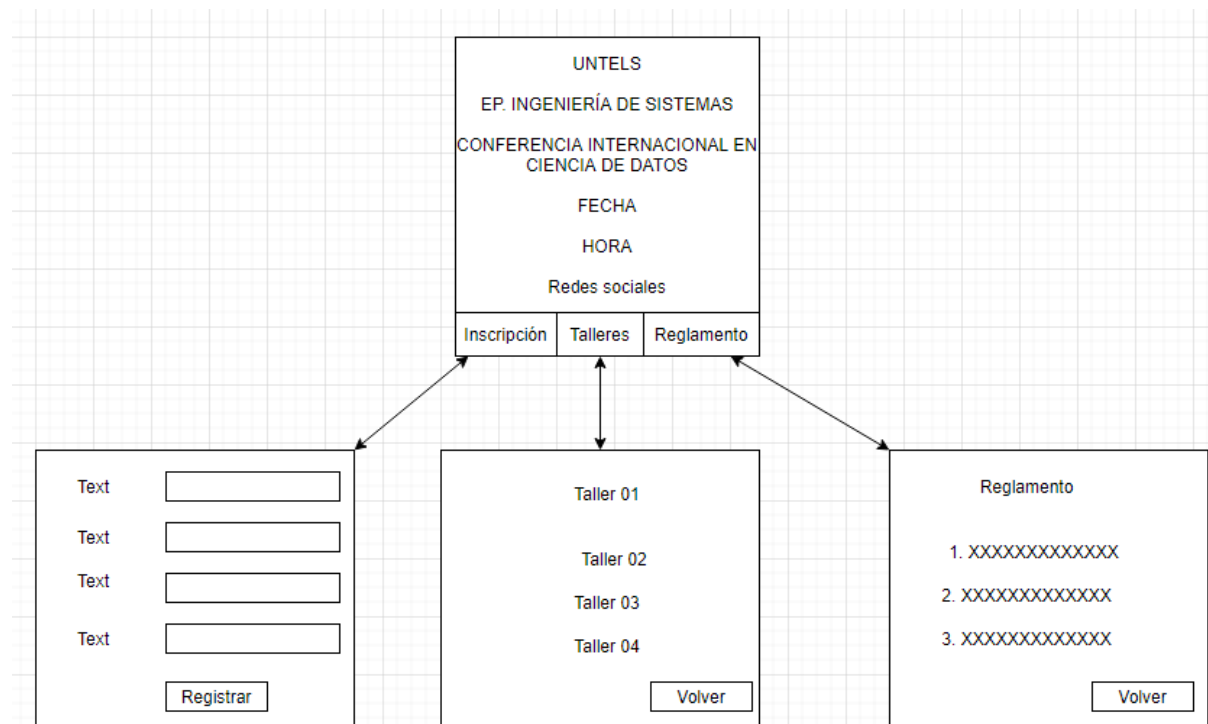 UNTELS
EP. INGENIERÍA DE SISTEMAS
CONFERENCIA INTERNACIONAL EN
CIENCIA DE DATOS
FECHA
HORA
Redes sociales
Inscripción Talleres Reglamento
Text
Text
Text
Text
Registrar
Taller 01
Taller 02
Taller 03
Taller 04
Volver
Reglamento
1. XXXXXXXXXXXXX
2. XXXXXXXXXXXXX
3. XXXXXXXXXXXXX
Volver